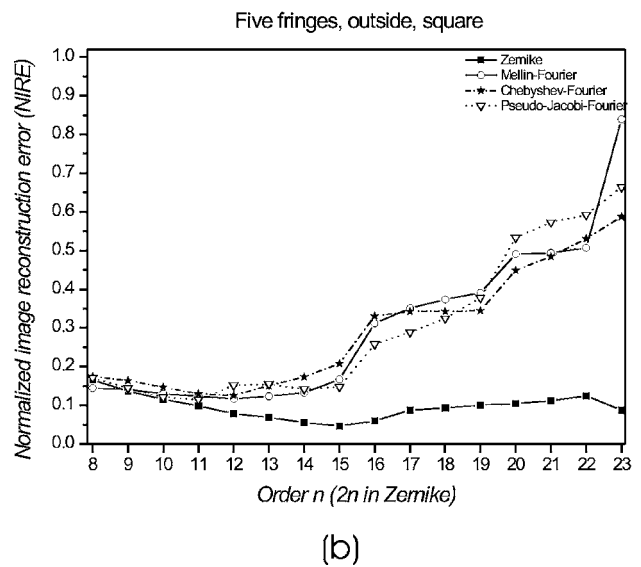 Five fringes, outside, square
Zernike
Mellin-Fourier
Chebyshev-Fourier
Pseudo-Jacobi-Fourier
Normalized image reconstruction error (NIRE)
1.0
0.9
0.8
0.7
0.6
0.5
0.4
0.3
0.2
0.1
0.0
8 9 10 11 12 13 14 15 16 17 18 19 20 21 22 23
Order n (2n in Zernike)
(b)